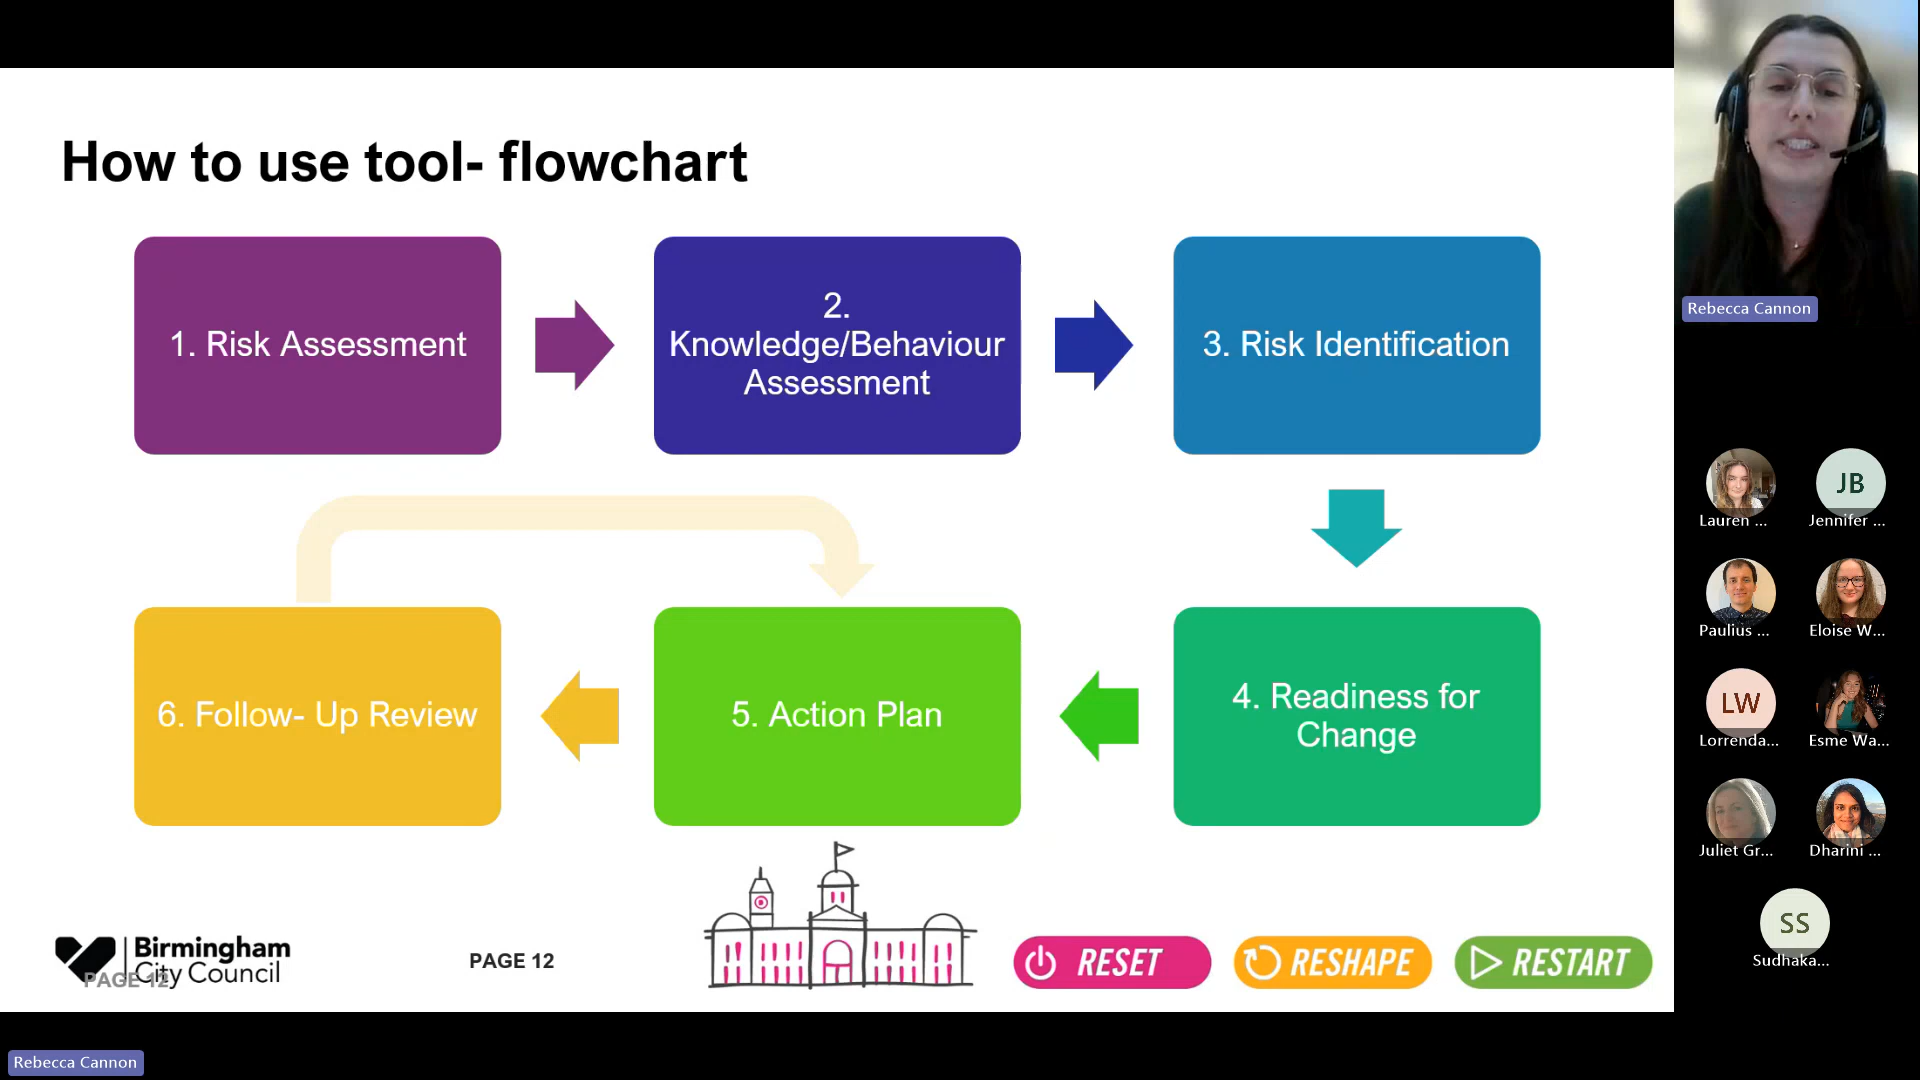 How to use tool- flowchart
1. Risk Assessment
2.
Knowledge/Behaviour
Assessment
3. Risk Identification
4. Readiness for
Change
5. Action Plan
6. Follow- Up Review
Birmingham
City Council
PAGE 12
PAGE 12
RESET
RESHAPE
RESTART
Rebecca Cannon
Rebecca Cannon
JB
Lauren ...
Jennifer ...
Paulius ...
Eloise W...
LW
Lorrenda...
Esme Wa...
Juliet Gr...
Dharini ...
SS
Sudhaka...